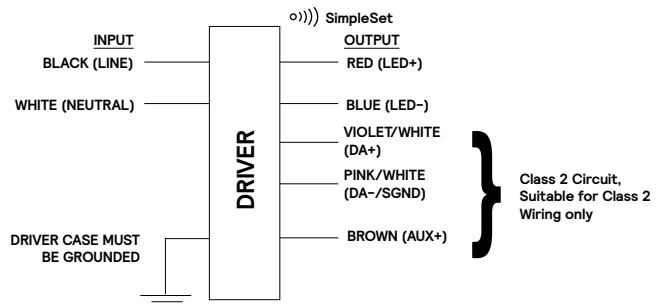 SimpleSet
INPUT
OUTPUT
BLACK (LINE)
RED (LED+)
WHITE (NEUTRAL)
BLUE (LED-)
VIOLET/WHITE
(DA+)
DRIVER
PINK/WHITE
(DA-/SGND)
Class 2 Circuit,
Suitable for Class 2
Wiring only
DRIVER CASE MUST
BE GROUNDED
BROWN (AUX+)